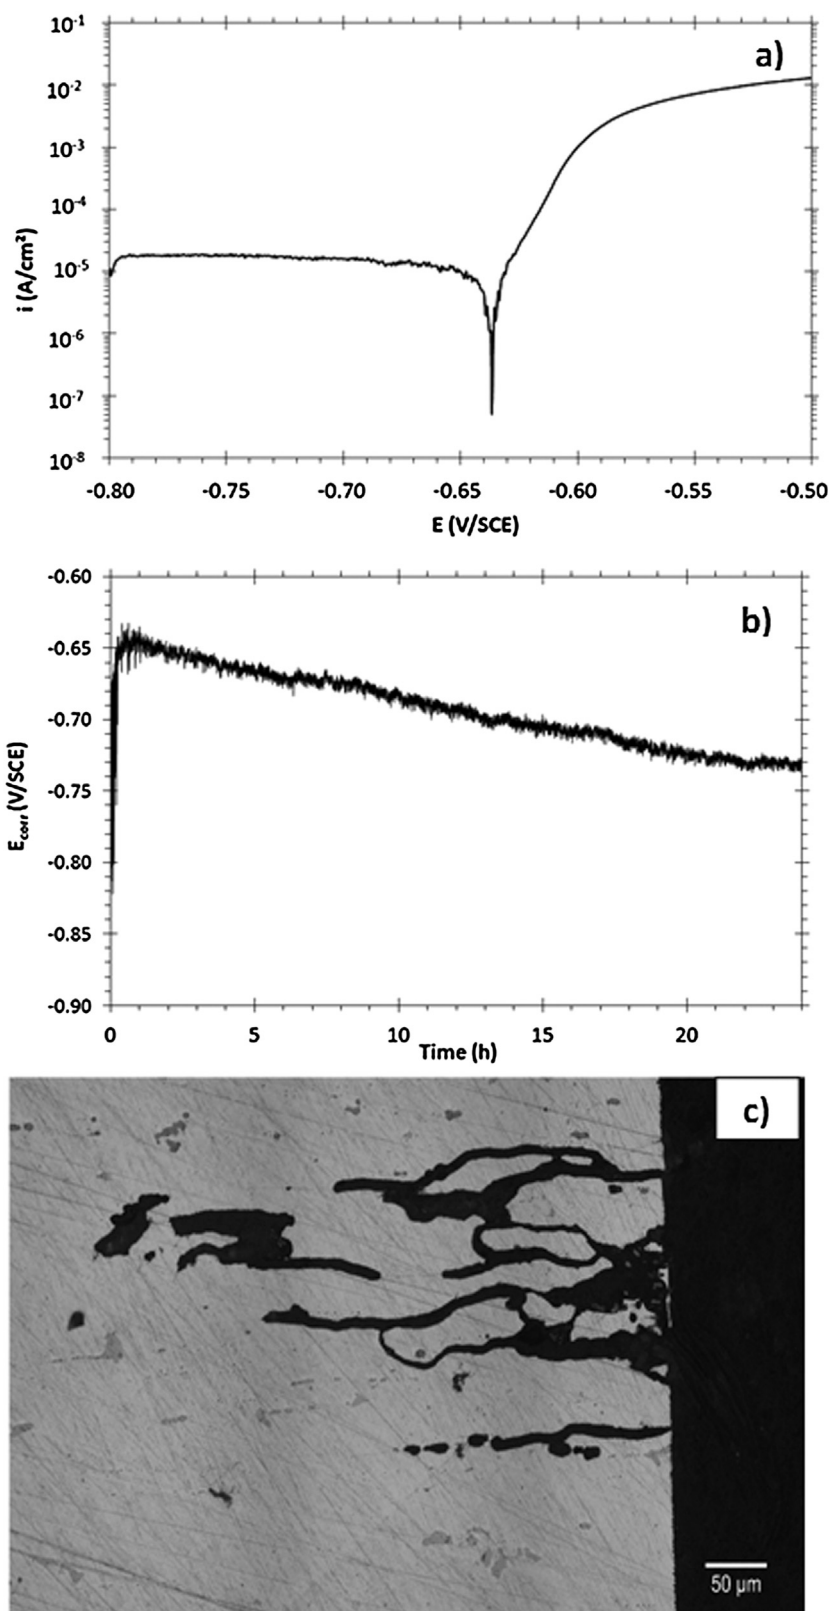 a)
10⁻¹
10⁻²
10⁻³
10⁻⁴
10⁻⁵
10⁻⁶
10⁻⁷
10⁻⁸
i (A/cm²)
-0.80 -0.75 -0.70 -0.65 -0.60 -0.55 -0.50
E (V/SCE)
b)
-0.60
-0.65
-0.70
-0.75
-0.80
-0.85
-0.90
E_corr (V/SCE)
0 5 10 15 20
Time (h)
c)
50 µm